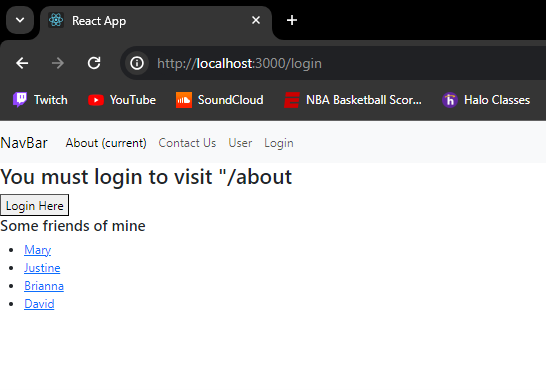 React App
http://localhost:3000/login
Twitch YouTube SoundCloud NBA Basketball Scor... Halo Classes
NavBar About (current) Contact Us User Login
You must login to visit "/about
Login Here
Some friends of mine
Mary
Justine
Brianna
David